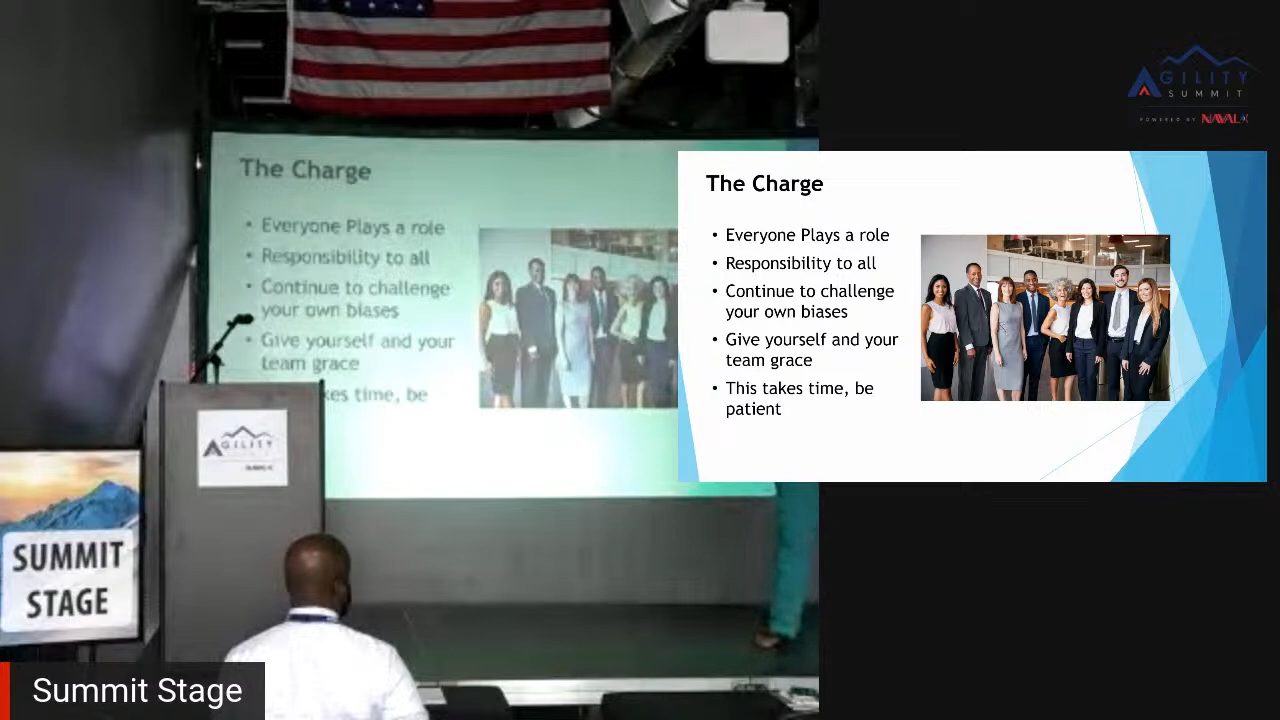 AGILITY
SUMMIT
POWERED BY NAVALX
The Charge
• Everyone Plays a role
• Responsibility to all
• Continue to challenge
your own biases
• Give yourself and your
team grace
kes time, be
The Charge
• Everyone Plays a role
• Responsibility to all
• Continue to challenge
your own biases
• Give yourself and your
team grace
• This takes time, be
patient
AGILITY
SUMMIT
STAGE
Summit Stage